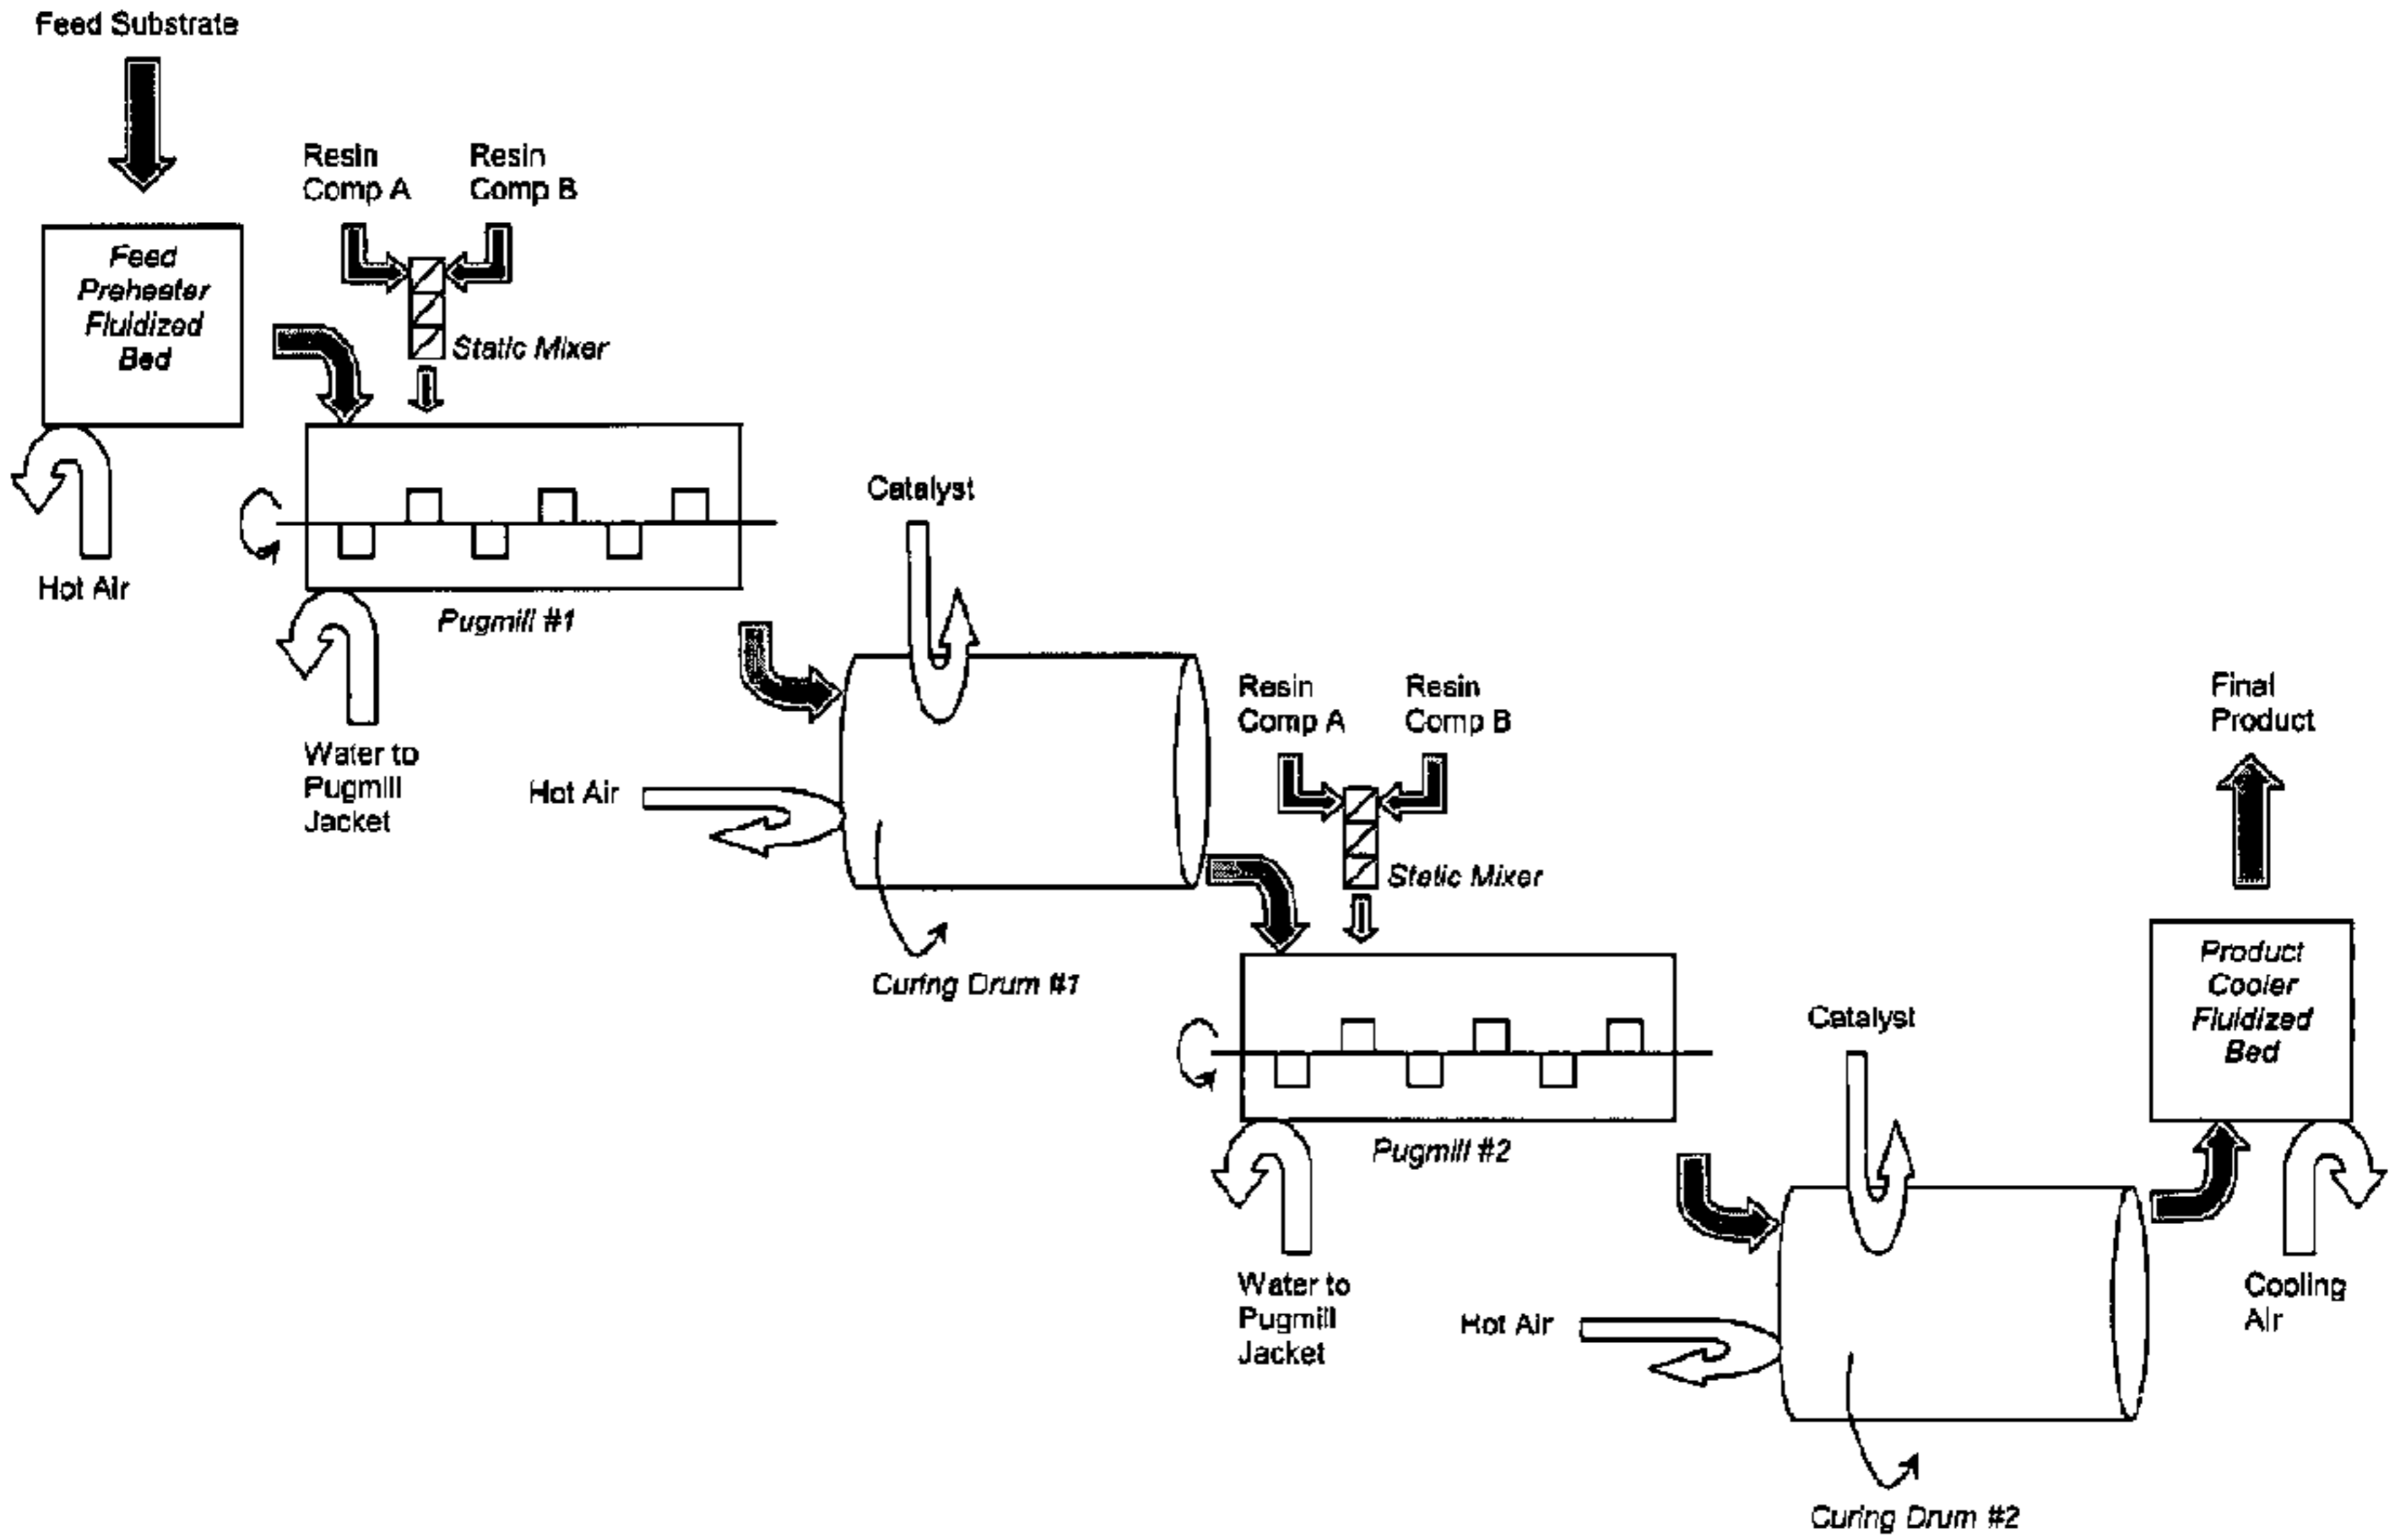 Feed Substrate
Resin
Comp A
Resin
Comp B
Feed
Preheater
Fluidized
Bed
Static Mixer
Hot Air
Pugmill #1
Water to
Pugmill
Jacket
Catalyst
Hot Air
Curing Drum #1
Resin
Comp A
Resin
Comp B
Static Mixer
Pugmill #2
Water to
Pugmill
Jacket
Catalyst
Hot Air
Curing Drum #2
Final
Product
Product
Cooler
Fluidized
Bed
Cooling
Air